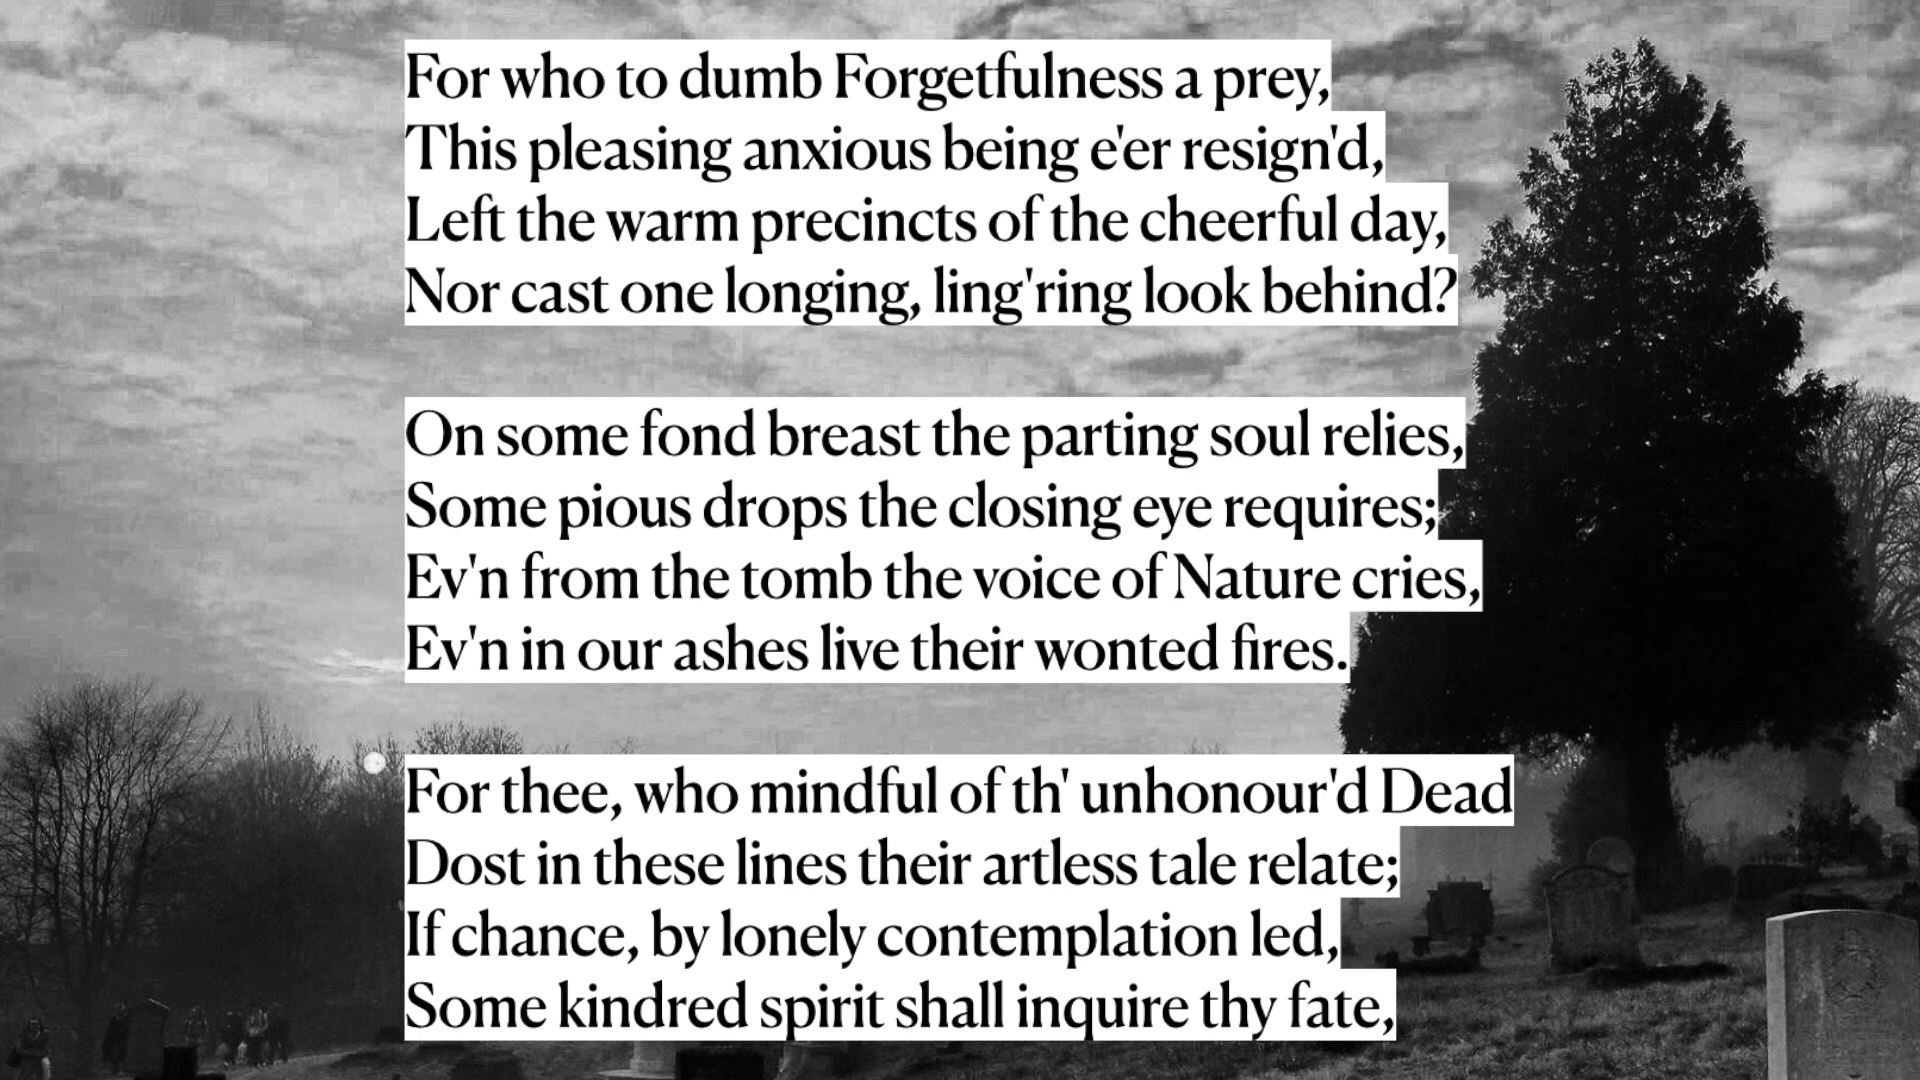 For who to dumb Forgetfulness a prey,
This pleasing anxious being e'er resign'd,
Left the warm precincts of the cheerful day,
Nor cast one longing, ling'ring look behind?
On some fond breast the parting soul relies,
Some pious drops the closing eye requires;
Ev'n from the tomb the voice of Nature cries,
Ev'n in our ashes live their wonted fires.
For thee, who mindful of th' unhonour'd Dead
Dost in these lines their artless tale relate;
If chance, by lonely contemplation led,
Some kindred spirit shall inquire thy fate,